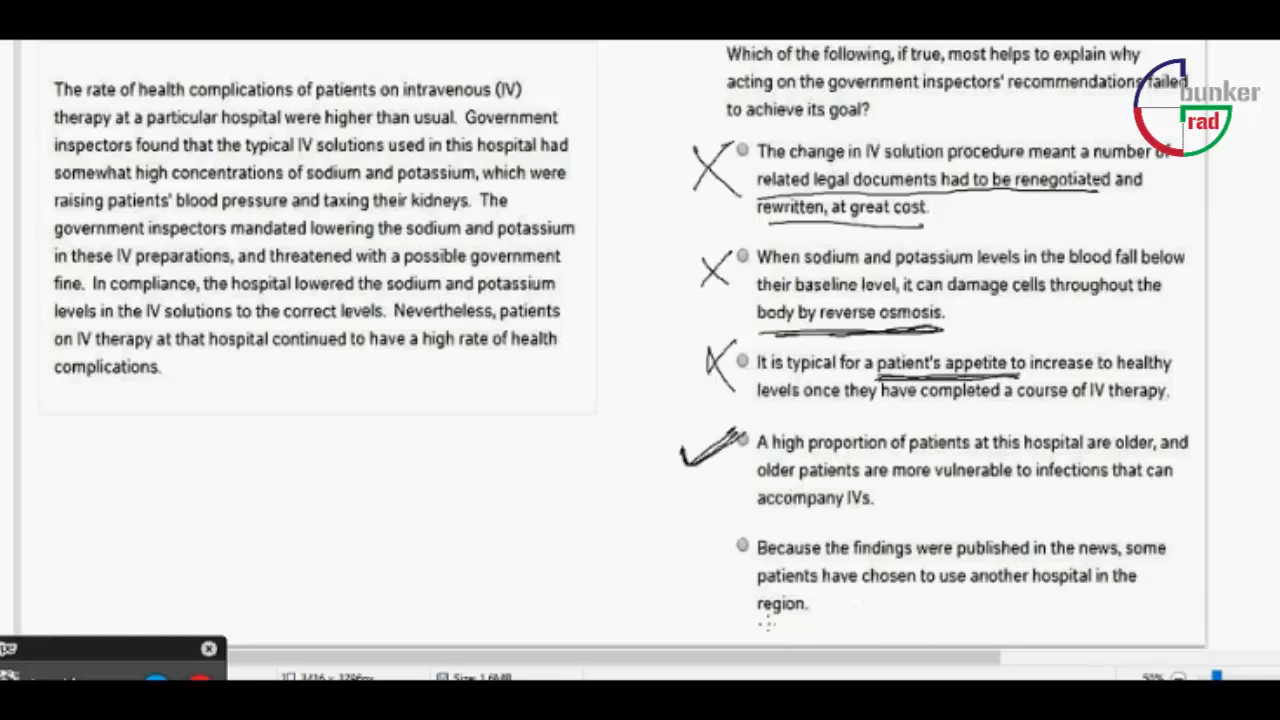 The rate of health complications of patients on intravenous (IV)
therapy at a particular hospital were higher than usual. Government
inspectors found that the typical IV solutions used in this hospital had
somewhat high concentrations of sodium and potassium, which were
raising patients' blood pressure and taxing their kidneys. The
government inspectors mandated lowering the sodium and potassium
in these IV preparations, and threatened with a possible government
fine. In compliance, the hospital lowered the sodium and potassium
levels in the IV solutions to the correct levels. Nevertheless, patients
on IV therapy at that hospital continued to have a high rate of health
complications.
Which of the following, if true, most helps to explain why
acting on the government inspectors' recommendations failed
to achieve its goal?
The change in IV solution procedure meant a number of
related legal documents had to be renegotiated and
rewritten, at great cost.
When sodium and potassium levels in the blood fall below
their baseline level, it can damage cells throughout the
body by reverse osmosis.
It is typical for a patient's appetite to increase to healthy
levels once they have completed a course of IV therapy.
A high proportion of patients at this hospital are older, and
older patients are more vulnerable to infections that can
accompany IVs.
Because the findings were published in the news, some
patients have chosen to use another hospital in the
region.
bunker
rad
50%